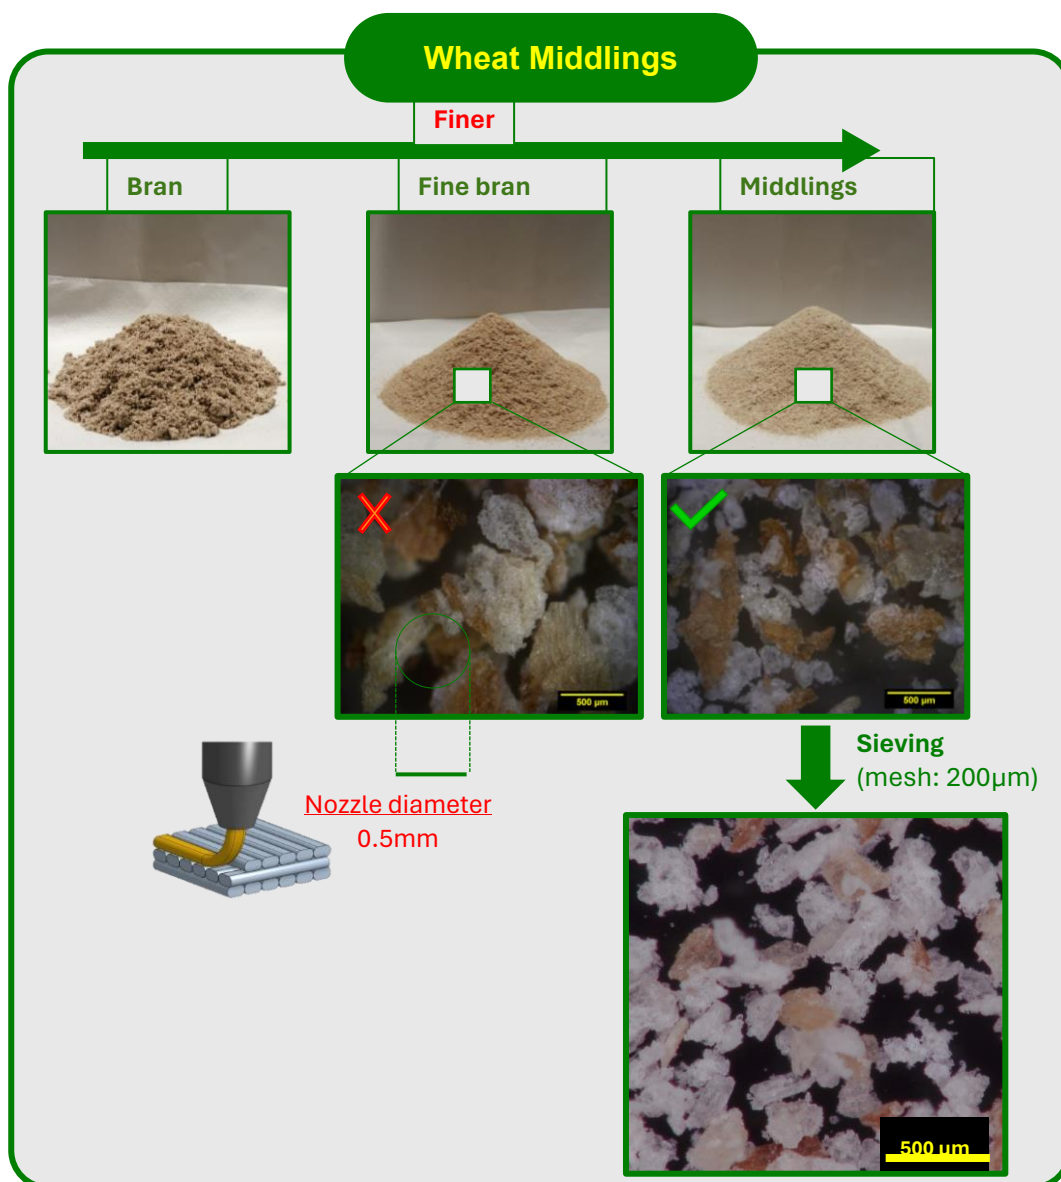 Wheat Middlings
Finer
Bran
Fine bran
Middlings
500 µm
500 µm
Sieving
(mesh: 200µm)
Nozzle diameter
0.5mm
500 µm